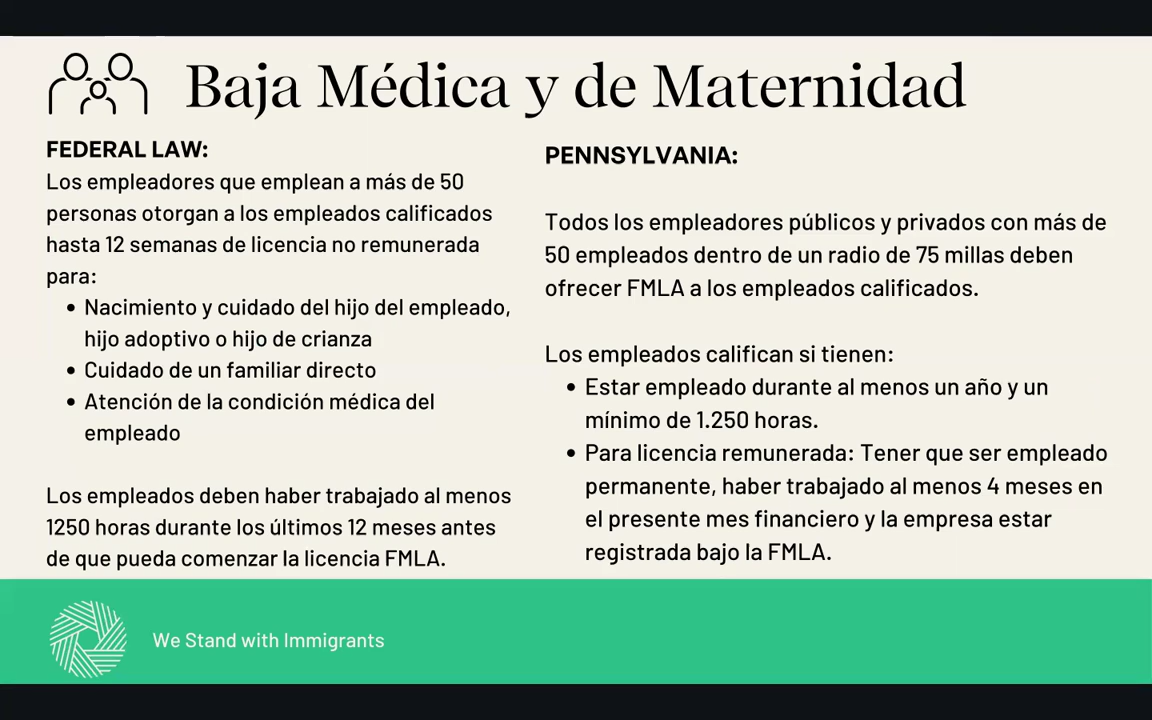 Baja Médica y de Maternidad
FEDERAL LAW:
Los empleadores que emplean a más de 50
personas otorgan a los empleados calificados
hasta 12 semanas de licencia no remunerada
para:
• Nacimiento y cuidado del hijo del empleado,
hijo adoptivo o hijo de crianza
• Cuidado de un familiar directo
• Atención de la condición médica del
empleado
Los empleados deben haber trabajado al menos
1250 horas durante los últimos 12 meses antes
de que pueda comenzar la licencia FMLA.
PENNSYLVANIA:
Todos los empleadores públicos y privados con más de
50 empleados dentro de un radio de 75 millas deben
ofrecer FMLA a los empleados calificados.
Los empleados califican si tienen:
• Estar empleado durante al menos un año y un
mínimo de 1.250 horas.
• Para licencia remunerada: Tener que ser empleado
permanente, haber trabajado al menos 4 meses en
el presente mes financiero y la empresa estar
registrada bajo la FMLA.
We Stand with Immigrants